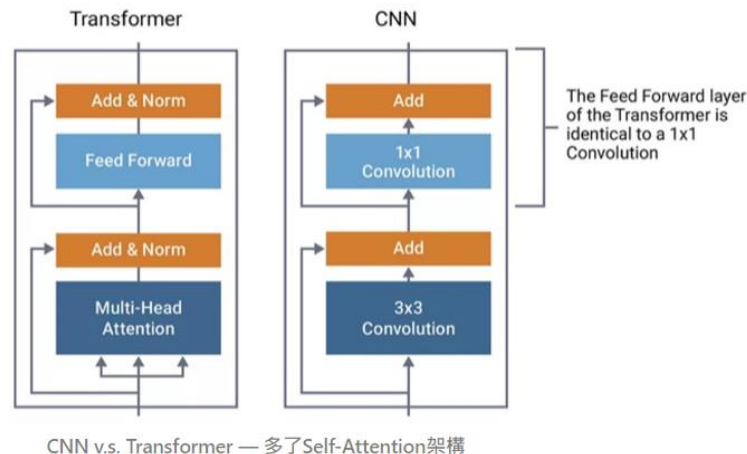 Transformer
Add & Norm
Feed Forward
Add & Norm
Multi-Head
Attention
CNN
Add
1x1
Convolution
Add
3x3
Convolution
The Feed Forward layer
of the Transformer is
identical to a 1x1
Convolution
CNN v.s. Transformer — 多了Self-Attention架構